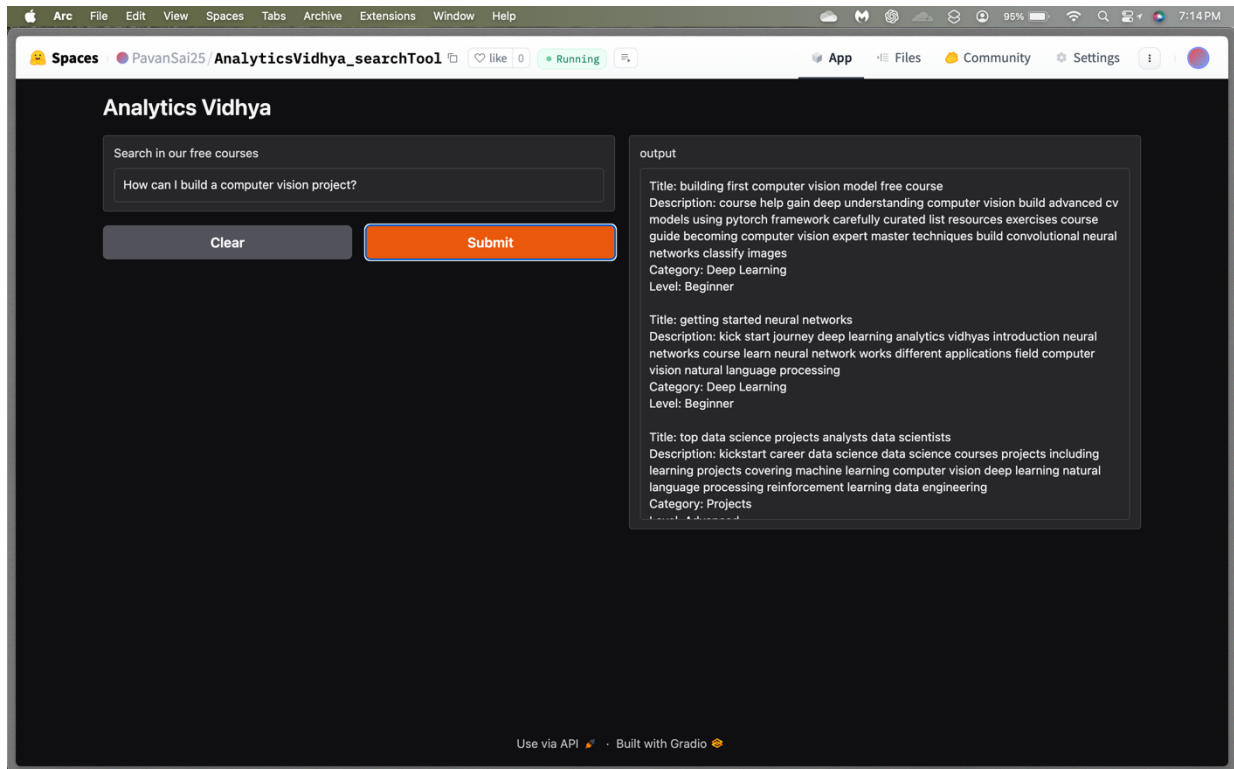 Arc File Edit View Spaces Tabs Archive Extensions Window Help 95% 7:14 PM
Spaces PavanSai25/AnalyticsVidhya_searchTool like 0 Running App Files Community Settings
Analytics Vidhya
Search in our free courses
How can I build a computer vision project?
Clear Submit
output
Title: building first computer vision model free course
Description: course help gain deep understanding computer vision build advanced cv
models using pytorch framework carefully curated list resources exercises course
guide becoming computer vision expert master techniques build convolutional neural
networks classify images
Category: Deep Learning
Level: Beginner
Title: getting started neural networks
Description: kick start journey deep learning analytics vidhyas introduction neural
networks course learn neural network works different applications field computer
vision natural language processing
Category: Deep Learning
Level: Beginner
Title: top data science projects analysts data scientists
Description: kickstart career data science data science courses projects including
learning projects covering machine learning computer vision deep learning natural
language processing reinforcement learning data engineering
Category: Projects
Level: Advanced
Use via API · Built with Gradio